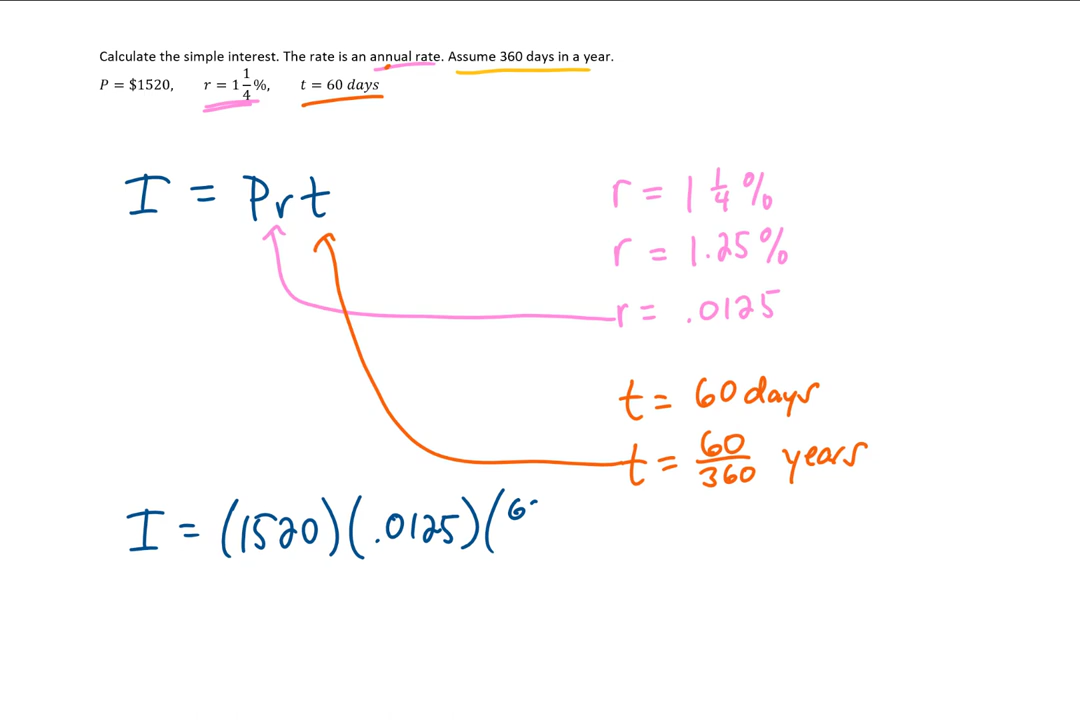 Calculate the simple interest. The rate is an annual rate. Assume 360 days in a year.
P = $1520, r = 1 1/4 %, t = 60 days
I = Prt
r = 1 1/4 %
r = 1.25%
r = .0125
t = 60 days
t = 60/360 years
I = (1520)(.0125)(6